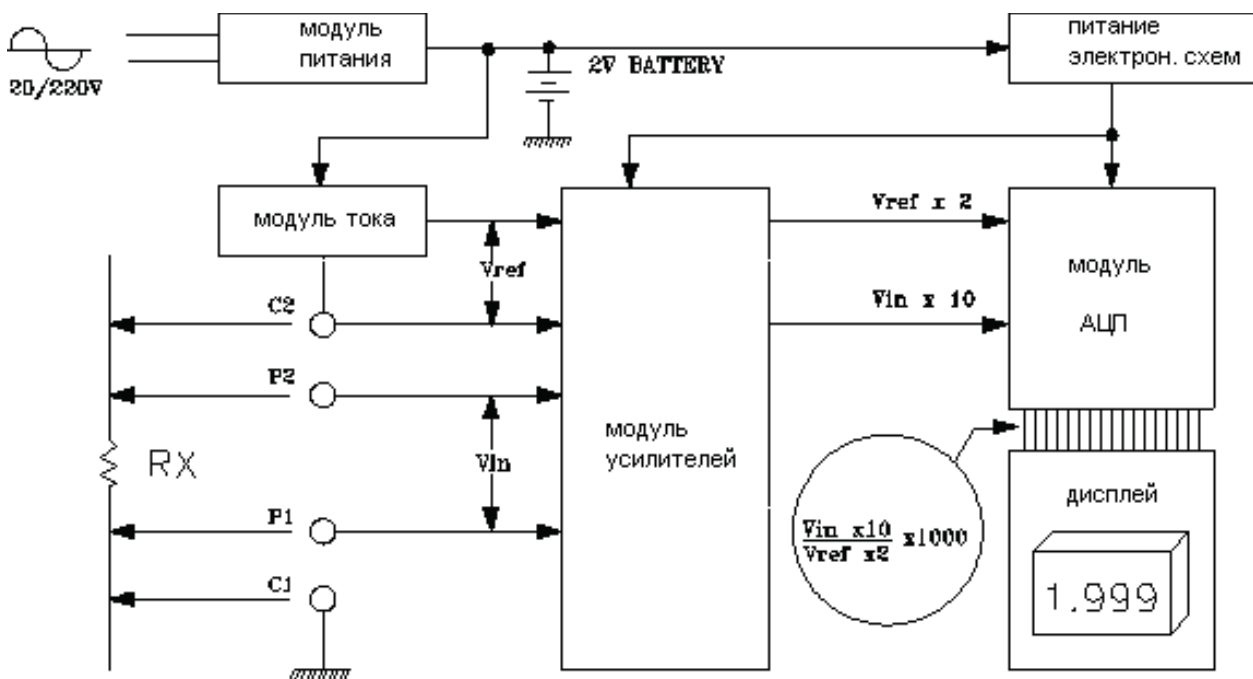 модуль
питания
питание
электрон. схем
20/220V
2V BATTERY
модуль тока
Vref x 2
Vref
модуль
АЦП
C2
Vin x 10
P2
модуль
усилителей
RX
Vin
дисплей
P1
Vin x10
Vref x2
x1000
C1
1.999